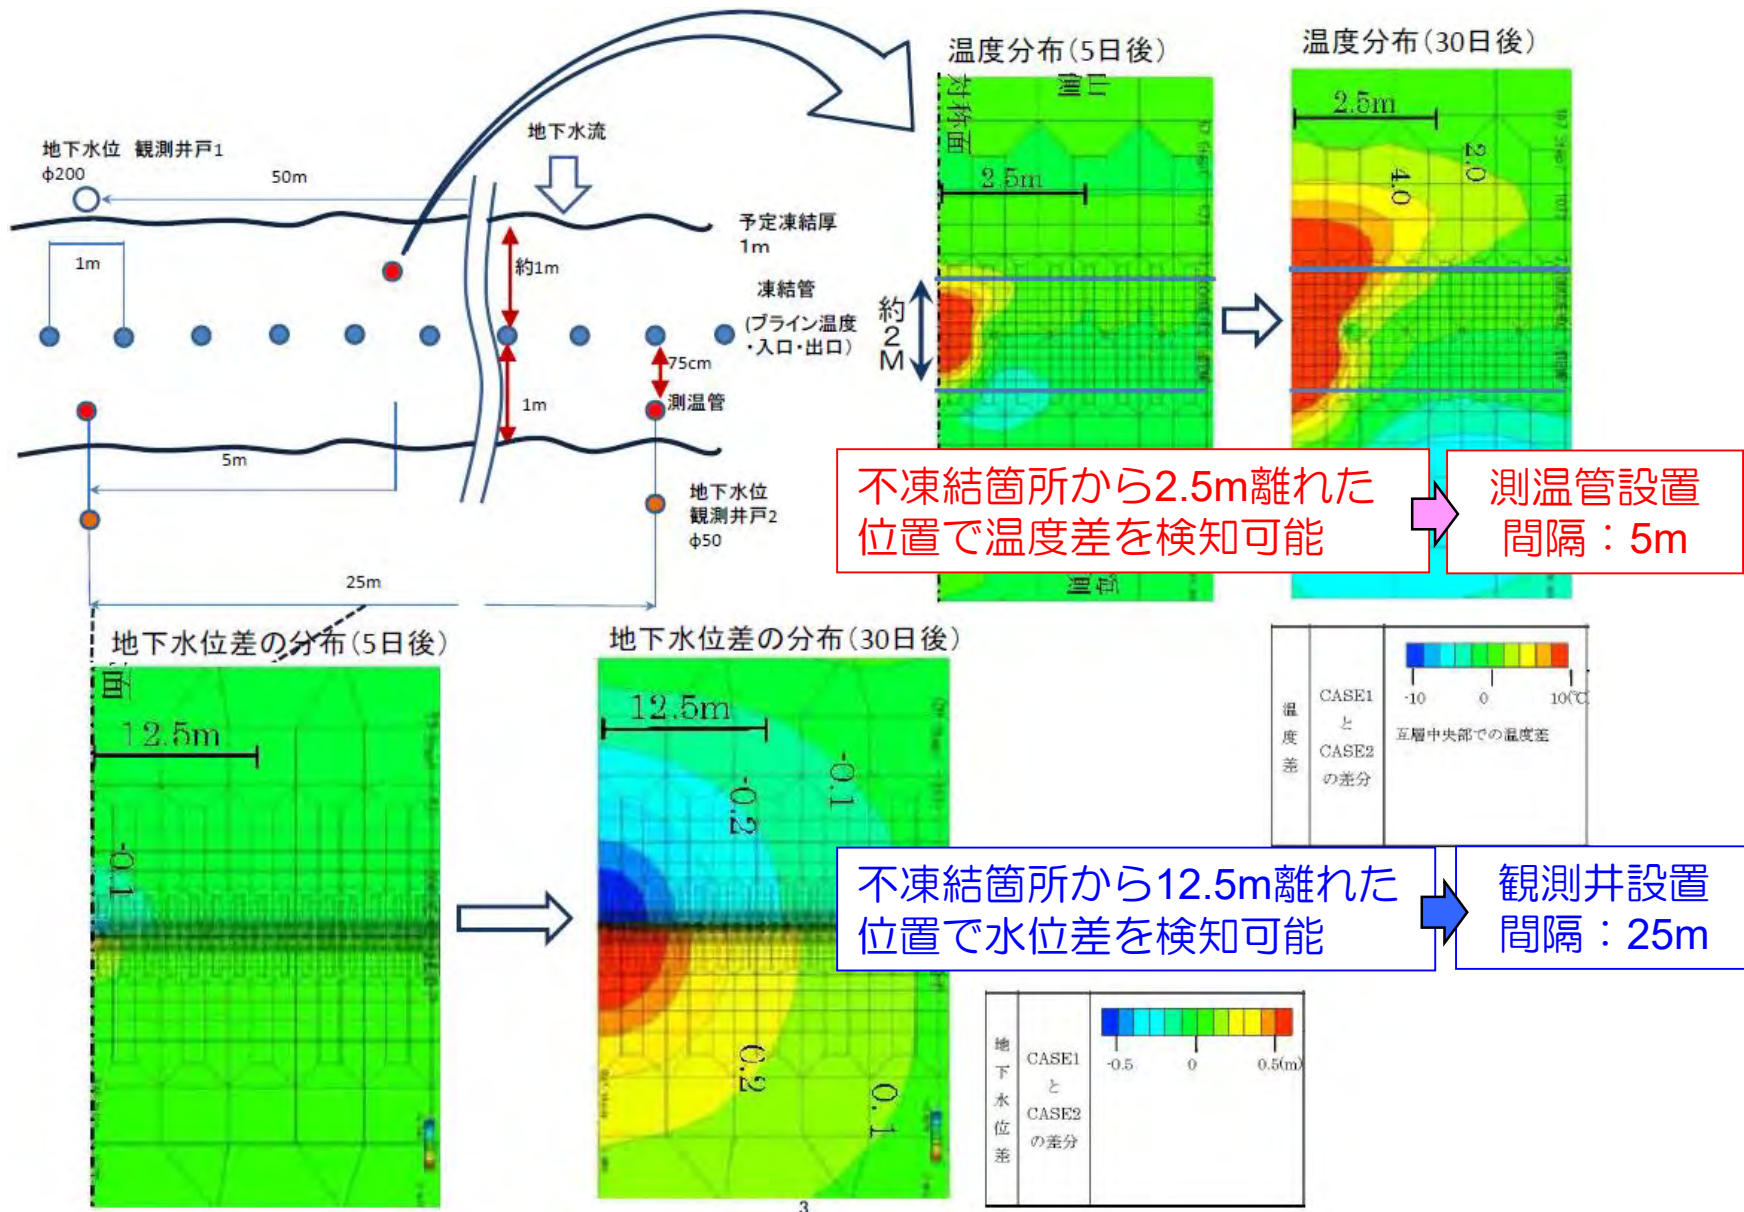 温度分布(5日後)
温度分布(30日後)
山側
対称面
2.5m
2.5m
2.0
4.0
地下水流
地下水位 観測井戸1
φ200
50m
予定凍結厚
1m
1m
約1m
凍結管
(ブライン温度
・入口・出口)
約2M
75cm
測温管
1m
5m
地下水位
観測井戸2
φ50
25m
不凍結箇所から2.5m離れた
位置で温度差を検知可能
測温管設置
間隔：5m
地下水位差の分布(5日後)
地下水位差の分布(30日後)
面
12.5m
12.5m
-0.1
-0.1
-0.2
0.2
0.1
温度差
CASE1
と
CASE2
の差分
-10 0 10(℃)
互層中央部での温度差
不凍結箇所から12.5m離れた
位置で水位差を検知可能
観測井設置
間隔：25m
地下水位差
CASE1
と
CASE2
の差分
-0.5 0 0.5(m)
3